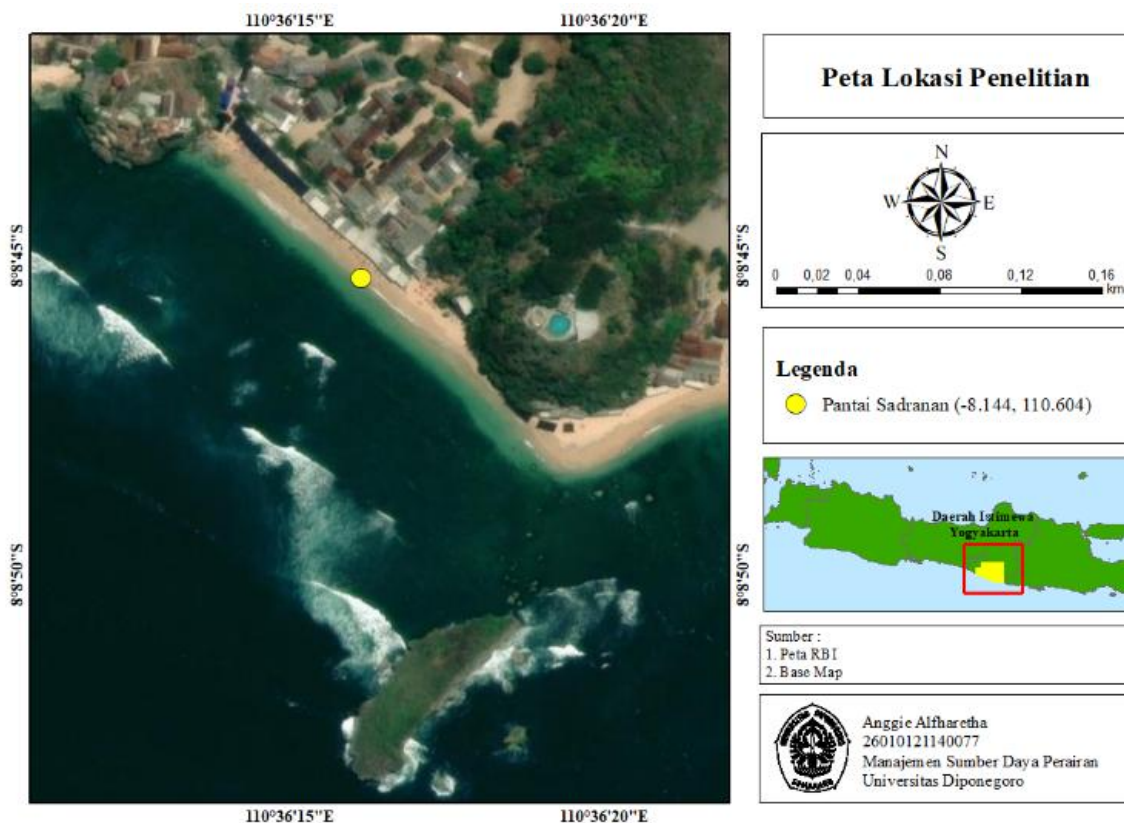 110°36'15"E
110°36'20"E
8°8'45"S
8°8'45"S
8°8'50"S
8°8'50"S
110°36'15"E
110°36'20"E
Peta Lokasi Penelitian
N
W
E
S
0 0,02 0,04 0,08 0,12 0,16
km
Legenda
Pantai Sadranan (-8.144, 110.604)
Daerah Istimewa
Yogyakarta
Sumber :
1. Peta RBI
2. Base Map
Anggie Alfharetha
26010121140077
Manajemen Sumber Daya Perairan
Universitas Diponegoro
UNIVERSITAS DIPONEGORO
SEMARANG